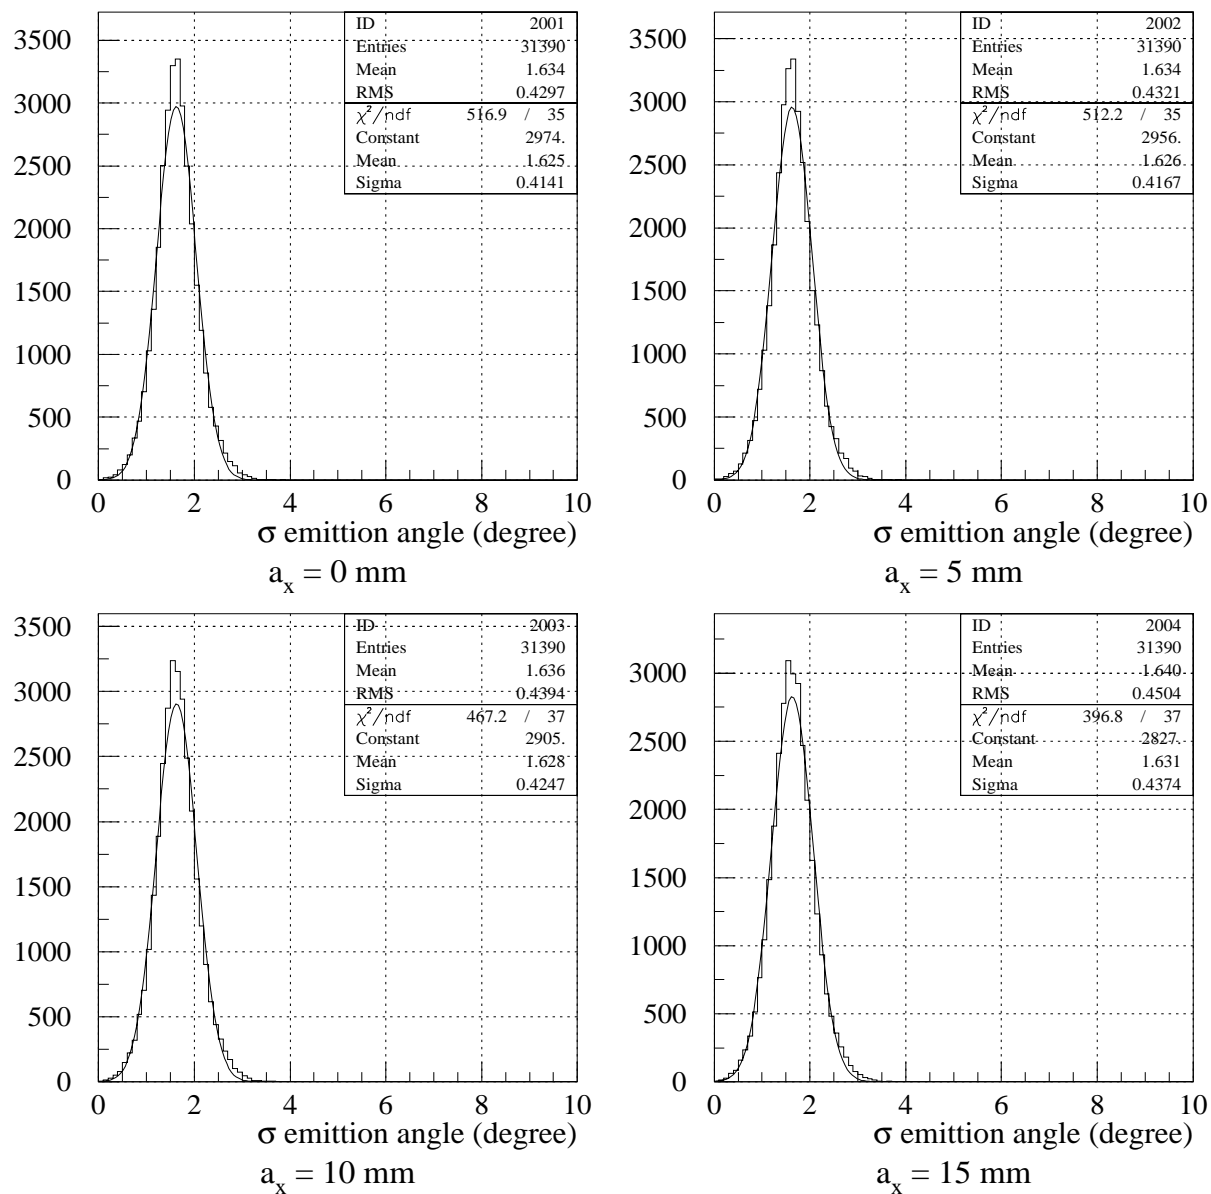 ID 2001
Entries 31390
Mean 1.634
RMS 0.4297
χ²/ndf 516.9 / 35
Constant 2974.
Mean 1.625
Sigma 0.4141
3500
3000
2500
2000
1500
1000
500
0
0 2 4 6 8 10
σ emittion angle (degree)
a_x = 0 mm
ID 2002
Entries 31390
Mean 1.634
RMS 0.4321
χ²/ndf 512.2 / 35
Constant 2956.
Mean 1.626
Sigma 0.4167
3500
3000
2500
2000
1500
1000
500
0
0 2 4 6 8 10
σ emittion angle (degree)
a_x = 5 mm
ID 2003
Entries 31390
Mean 1.636
RMS 0.4394
χ²/ndf 467.2 / 37
Constant 2905.
Mean 1.628
Sigma 0.4247
3500
3000
2500
2000
1500
1000
500
0
0 2 4 6 8 10
σ emittion angle (degree)
a_x = 10 mm
ID 2004
Entries 31390
Mean 1.640
RMS 0.4504
χ²/ndf 396.8 / 37
Constant 2827.
Mean 1.631
Sigma 0.4374
3000
2500
2000
1500
1000
500
0
0 2 4 6 8 10
σ emittion angle (degree)
a_x = 15 mm